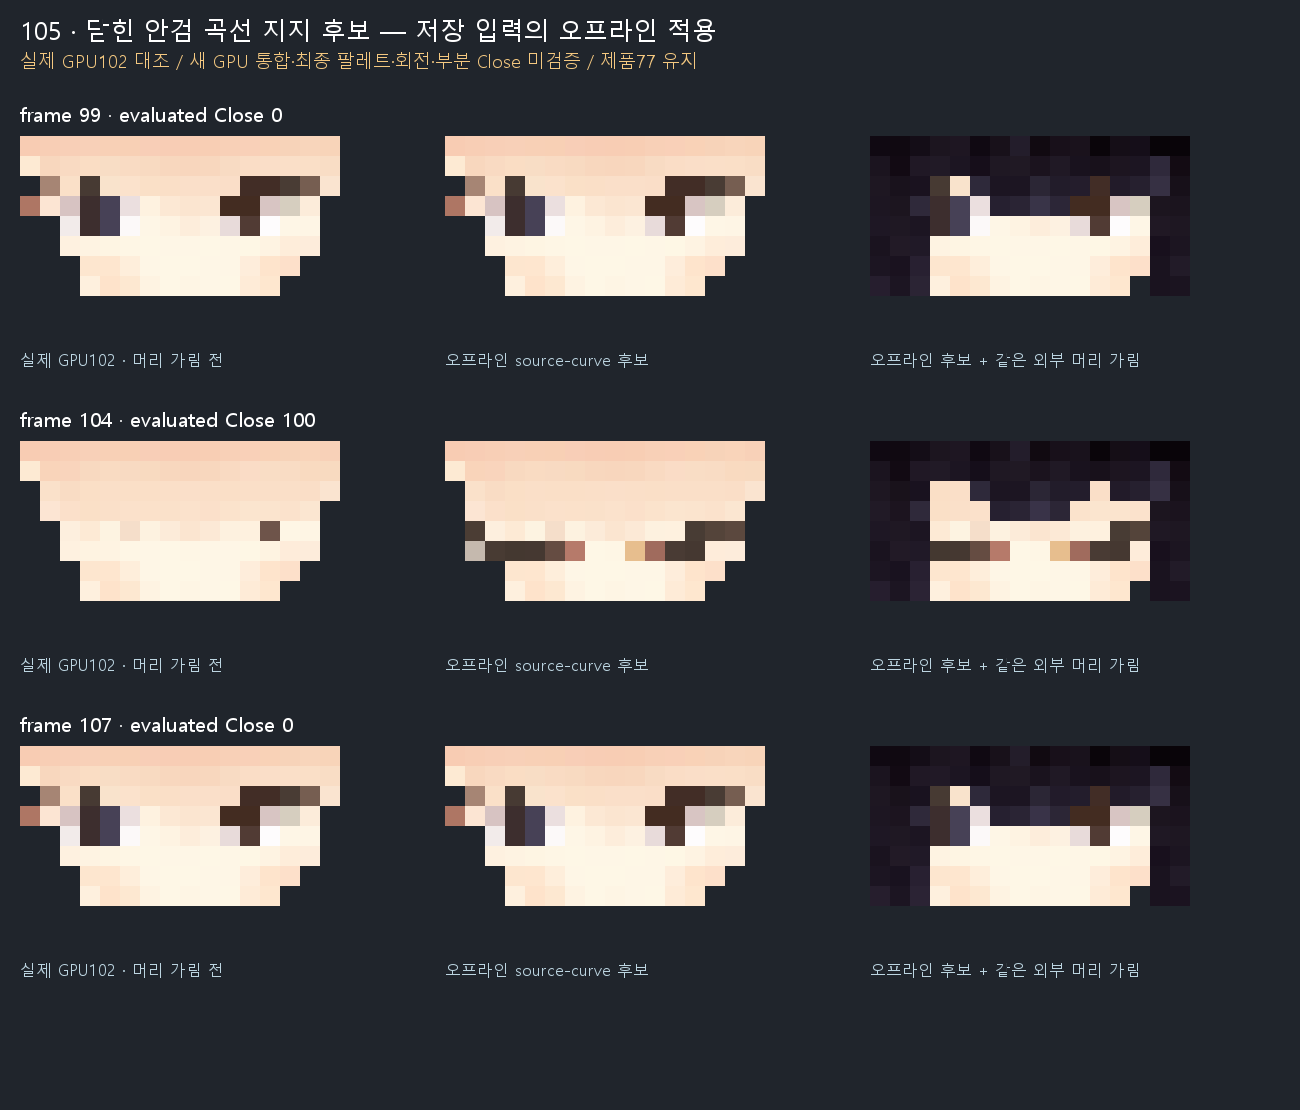 105 · 닫힌 안검 곡선 지지 후보 — 저장 입력의 오프라인 적용
실제 GPU102 대조 / 새 GPU 통합·최종 팔레트·회전·부분 Close 미검증 / 제품77 유지
frame 99 · evaluated Close 0
실제 GPU102 · 머리 가림 전
오프라인 source-curve 후보
오프라인 후보 + 같은 외부 머리 가림
frame 104 · evaluated Close 100
실제 GPU102 · 머리 가림 전
오프라인 source-curve 후보
오프라인 후보 + 같은 외부 머리 가림
frame 107 · evaluated Close 0
실제 GPU102 · 머리 가림 전
오프라인 source-curve 후보
오프라인 후보 + 같은 외부 머리 가림